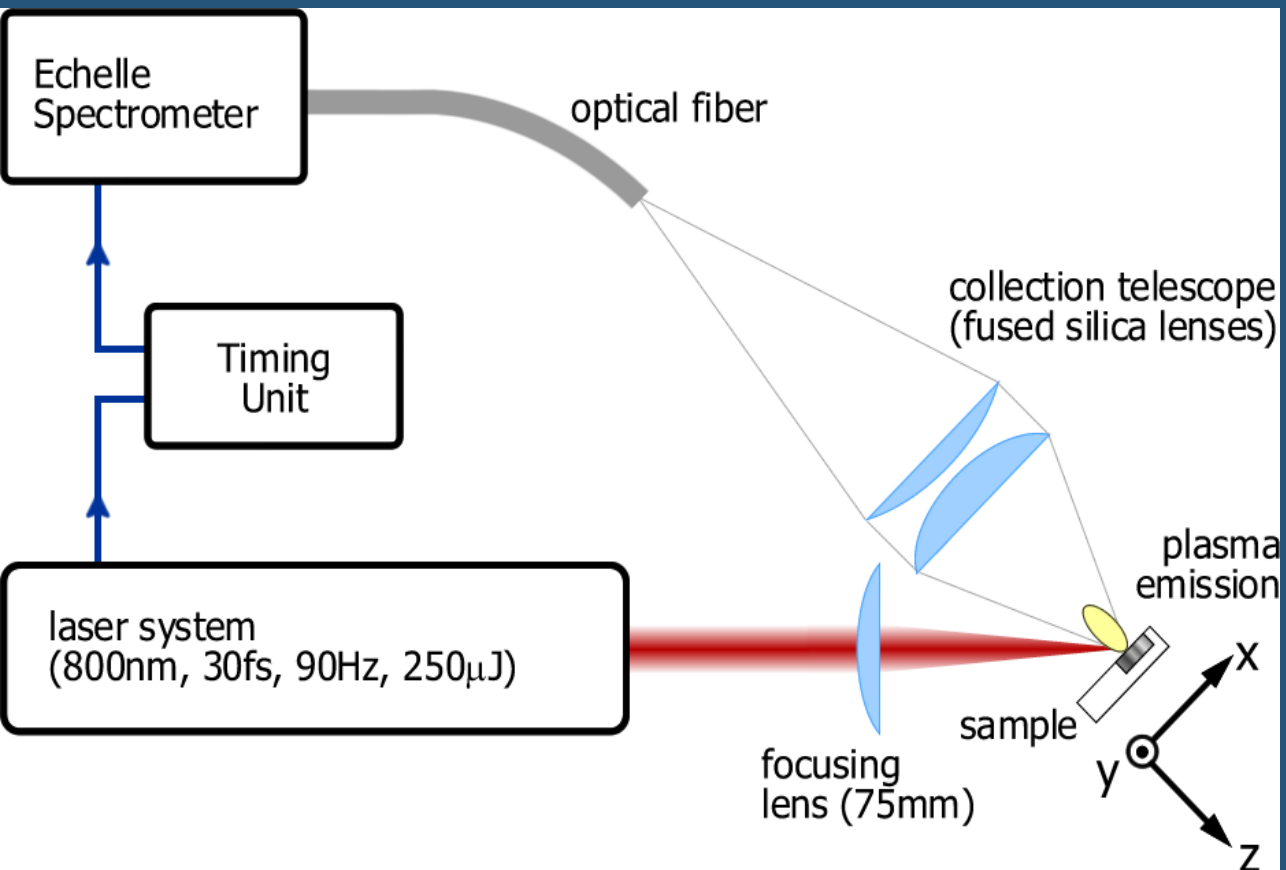 Echelle
Spectrometer
optical fiber
collection telescope
(fused silica lenses)
Timing
Unit
plasma
emission
laser system
(800nm, 30fs, 90Hz, 250μJ)
x
sample
y
focusing
lens (75mm)
z